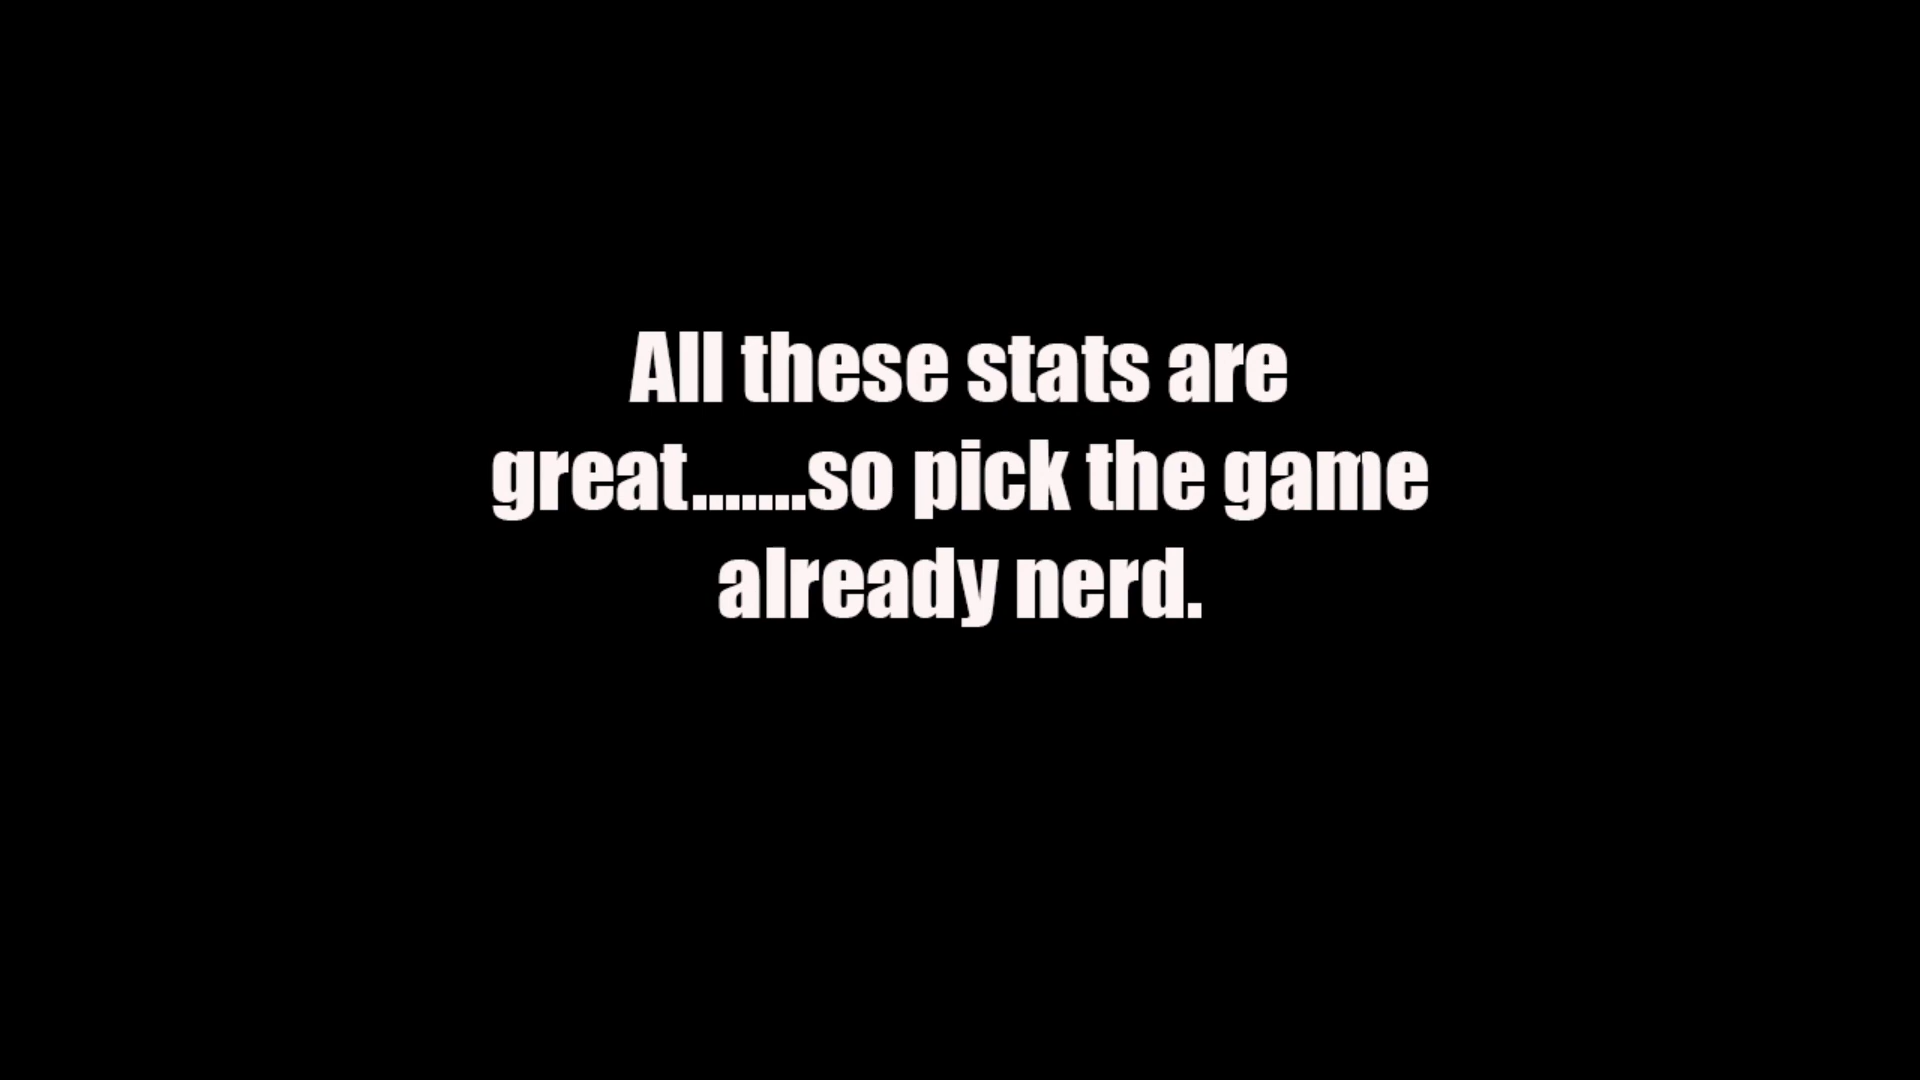 All these stats are
great.......so pick the game
already nerd.